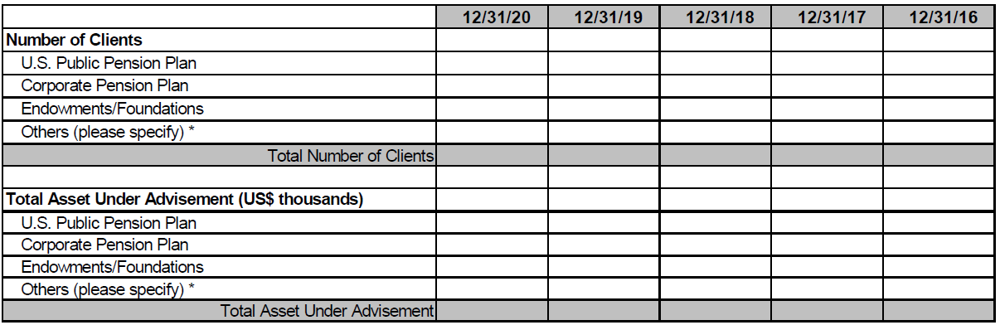 12/31/20 12/31/19 12/31/18 12/31/17 12/31/16
Number of Clients
U.S. Public Pension Plan
Corporate Pension Plan
Endowments/Foundations
Others (please specify) *
Total Number of Clients
Total Asset Under Advisement (US$ thousands)
U.S. Public Pension Plan
Corporate Pension Plan
Endowments/Foundations
Others (please specify) *
Total Asset Under Advisement